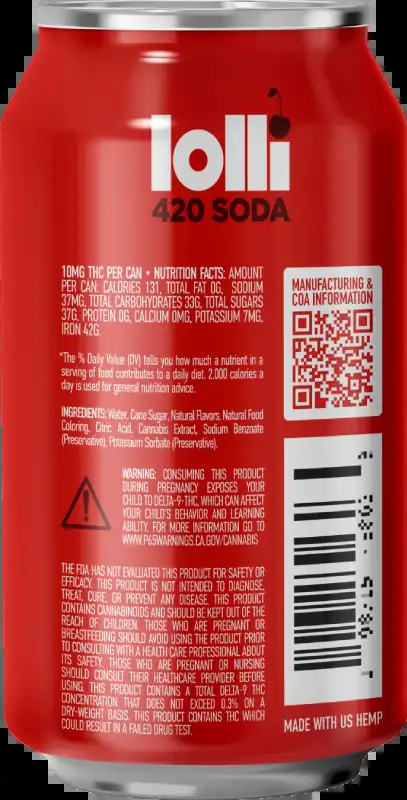 lolli
420 SODA
10MG THC PER CAN • NUTRITION FACTS: AMOUNT
PER CAN: CALORIES 131, TOTAL FAT 0G, SODIUM
37MG, TOTAL CARBOHYDRATES 33G, TOTAL SUGARS
37G, PROTEIN 0G, CALCIUM 0MG, POTASSIUM 7MG,
IRON 42G.
*The % Daily Value (DV) tells you how much a nutrient in a
serving of food contributes to a daily diet. 2,000 calories a
day is used for general nutrition advice.
INGREDIENTS: Water, Cane Sugar, Natural Flavors, Natural Food
Coloring, Citric Acid, Cannabis Extract, Sodium Benzoate
(Preservative), Potassium Sorbate (Preservative).
WARNING: CONSUMING THIS PRODUCT
DURING PREGNANCY EXPOSES YOUR
CHILD TO DELTA-9-THC, WHICH CAN AFFECT
YOUR CHILD'S BEHAVIOR AND LEARNING
ABILITY. FOR MORE INFORMATION GO TO
WWW.P65WARNINGS.CA.GOV/CANNABIS
THE FDA HAS NOT EVALUATED THIS PRODUCT FOR SAFETY OR
EFFICACY. THIS PRODUCT IS NOT INTENDED TO DIAGNOSE,
TREAT, CURE, OR PREVENT ANY DISEASE. THIS PRODUCT
CONTAINS CANNABINOIDS AND SHOULD BE KEPT OUT OF THE
REACH OF CHILDREN. THOSE WHO ARE PREGNANT OR
BREASTFEEDING SHOULD AVOID USING THE PRODUCT PRIOR
TO CONSULTING WITH A HEALTH CARE PROFESSIONAL ABOUT
ITS SAFETY. THOSE WHO ARE PREGNANT OR NURSING
SHOULD CONSULT THEIR HEALTHCARE PROVIDER BEFORE
USING. THIS PRODUCT CONTAINS A TOTAL DELTA-9 THC
CONCENTRATION THAT DOES NOT EXCEED 0.3% ON A
DRY-WEIGHT BASIS. THIS PRODUCT CONTAINS THC WHICH
COULD RESULT IN A FAILED DRUG TEST.
MANUFACTURING &
COA INFORMATION
MADE WITH US HEMP